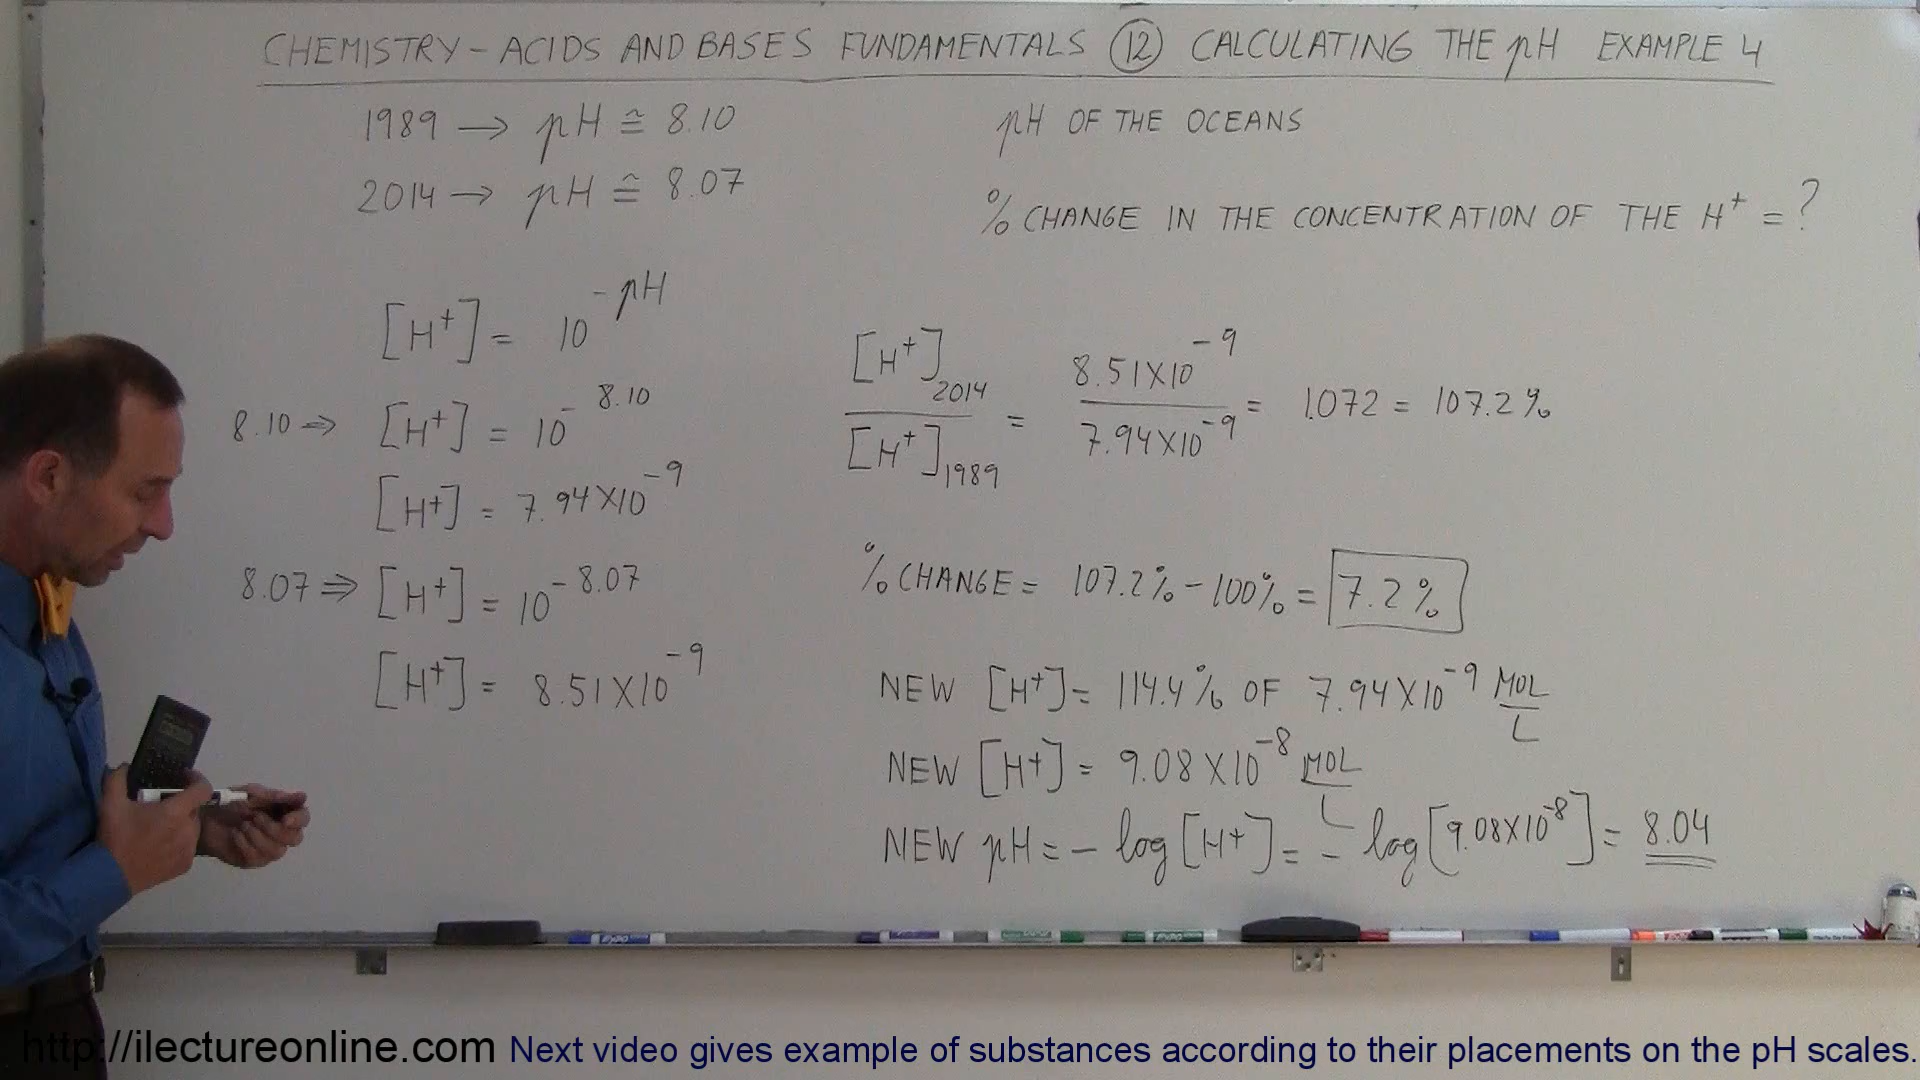 CHEMISTRY – ACIDS AND BASES FUNDAMENTALS ⑫ CALCULATING THE pH EXAMPLE 4
1989 → pH ≅ 8.10
2014 → pH ≅ 8.07
pH OF THE OCEANS
% CHANGE IN THE CONCENTRATION OF THE H⁺ = ?
[H⁺] = 10^-pH
8.10 ⇒ [H⁺] = 10^-8.10
[H⁺] = 7.94×10^-9
8.07 ⇒ [H⁺] = 10^-8.07
[H⁺] = 8.51×10^-9
[H⁺]2014 / [H⁺]1989 = 8.51×10^-9 / 7.94×10^-9 = 1.072 = 107.2%
% CHANGE = 107.2% – 100% = 7.2%
NEW [H⁺] = 114.4% OF 7.94×10^-9 MOL/L
NEW [H⁺] = 9.08×10^-8 MOL/L
NEW pH = – log [H⁺] = – log [9.08×10^-8] = 8.04
EXPO
EXPO
http://ilectureonline.com Next video gives example of substances according to their placements on the pH scales.